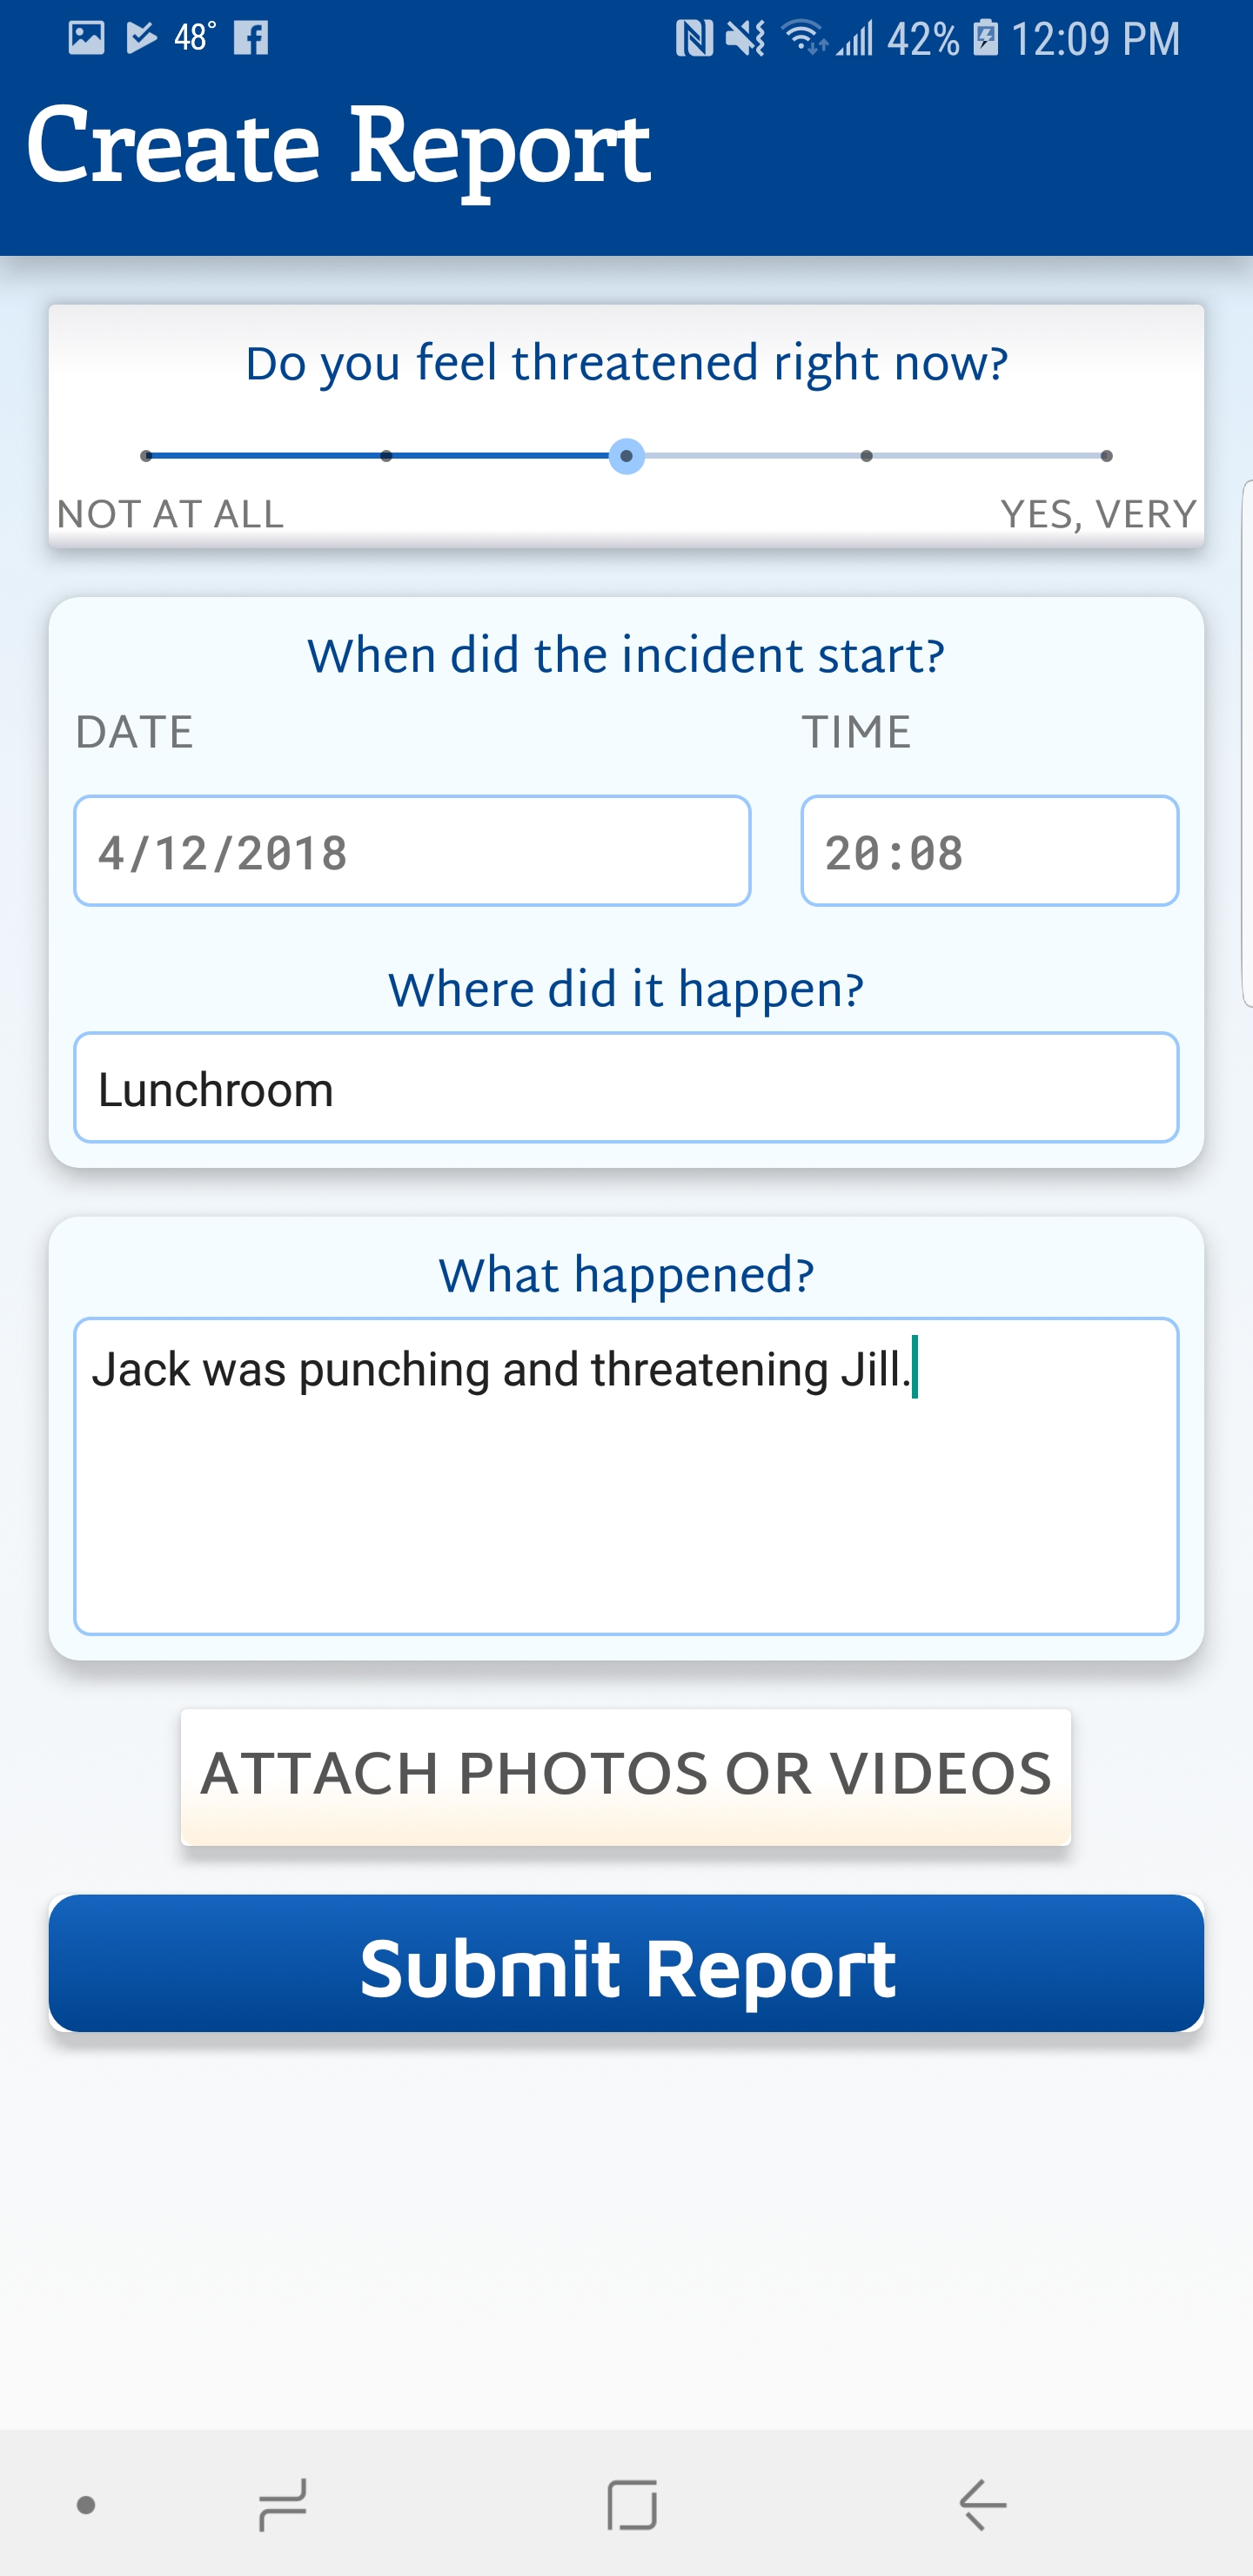 48° 42% 12:09 PM
Create Report
Do you feel threatened right now?
NOT AT ALL YES, VERY
When did the incident start?
DATE TIME
4/12/2018 20:08
Where did it happen?
Lunchroom
What happened?
Jack was punching and threatening Jill.
ATTACH PHOTOS OR VIDEOS
Submit Report